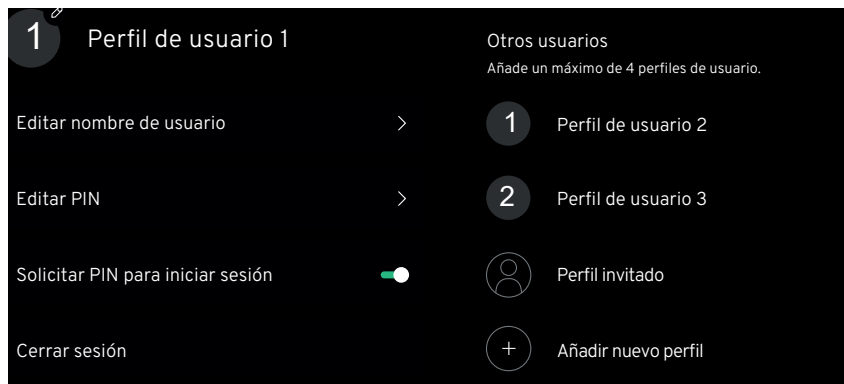 1 Perfil de usuario 1
Editar nombre de usuario
Editar PIN
Solicitar PIN para iniciar sesión
Cerrar sesión
Otros usuarios
Añade un máximo de 4 perfiles de usuario.
1 Perfil de usuario 2
2 Perfil de usuario 3
Perfil invitado
Añadir nuevo perfil